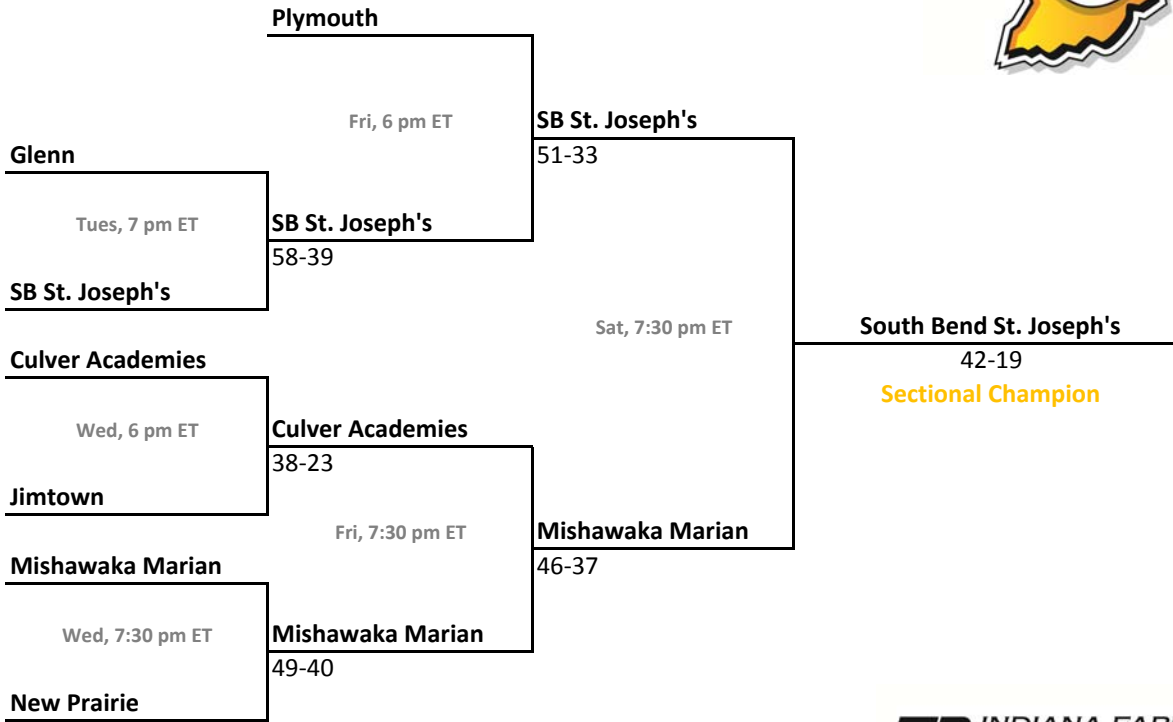 Plymouth
Fri, 6 pm ET
SB St. Joseph's
51-33
Glenn
Tues, 7 pm ET
SB St. Joseph's
58-39
SB St. Joseph's
Sat, 7:30 pm ET
South Bend St. Joseph's
42-19
Sectional Champion
Culver Academies
Wed, 6 pm ET
Culver Academies
38-23
Jimtown
Fri, 7:30 pm ET
Mishawaka Marian
46-37
Mishawaka Marian
Wed, 7:30 pm ET
Mishawaka Marian
49-40
New Prairie
INDIANA